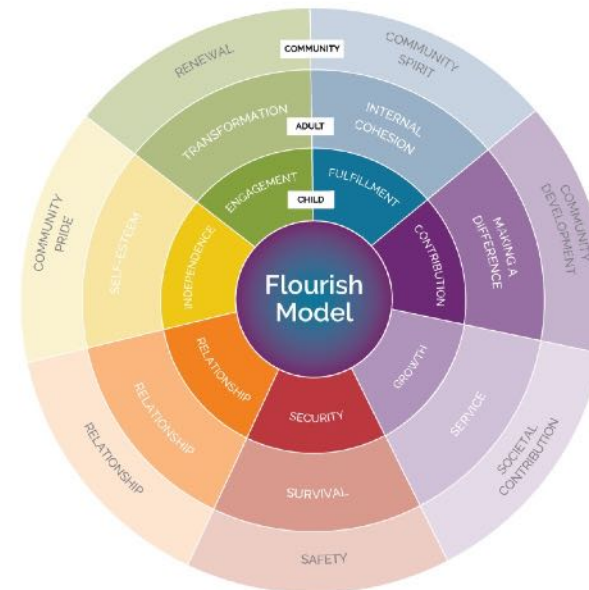 RENEWAL
COMMUNITY
COMMUNITY
SPIRIT
TRANSFORMATION
ADULT
INTERNAL
COHESION
ENGAGEMENT
CHILD
FULFILLMENT
COMMUNITY
PRIDE
SELF-ESTEEM
INDEPENDENCE
Flourish
Model
CONTRIBUTION
MAKING A
DIFFERENCE
COMMUNITY
DEVELOPMENT
RELATIONSHIP
RELATIONSHIP
RELATIONSHIP
SECURITY
GROWTH
SERVICE
SOCIETAL
CONTRIBUTION
SURVIVAL
SAFETY